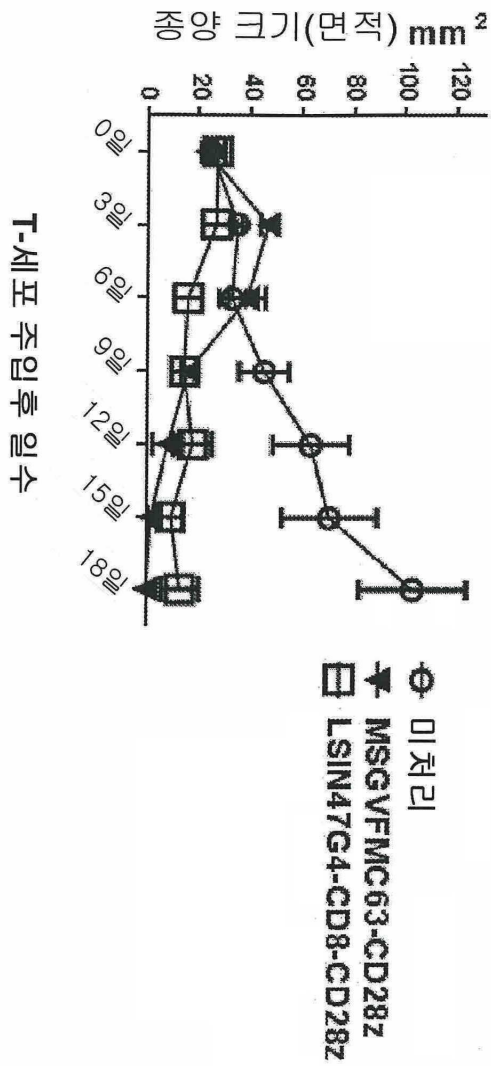 종양 크기(면적) mm²
120
100
80
60
40
20
0
0일
3일
6일
9일
12일
15일
18일
T-세포 주입후 일수
미처리
MSGVFMC63-CD28z
LSIN47G4-CD8-CD28z